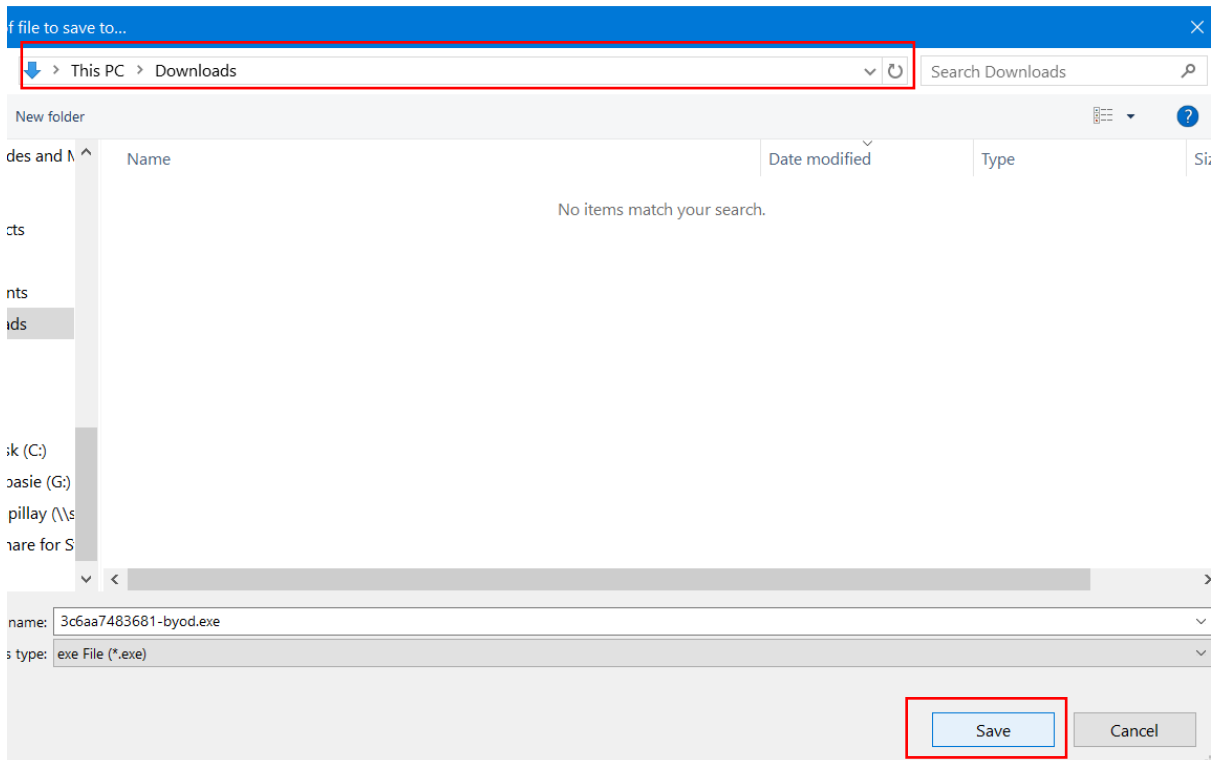 f file to save to...
This PC > Downloads
Search Downloads
New folder
?
des and M
Name
Date modified
Type
Siz
No items match your search.
cts
nts
ads
sk (C:)
basie (G:)
pillay (\\s
hare for S
name: 3c6aa7483681-byod.exe
s type: exe File (*.exe)
Save
Cancel